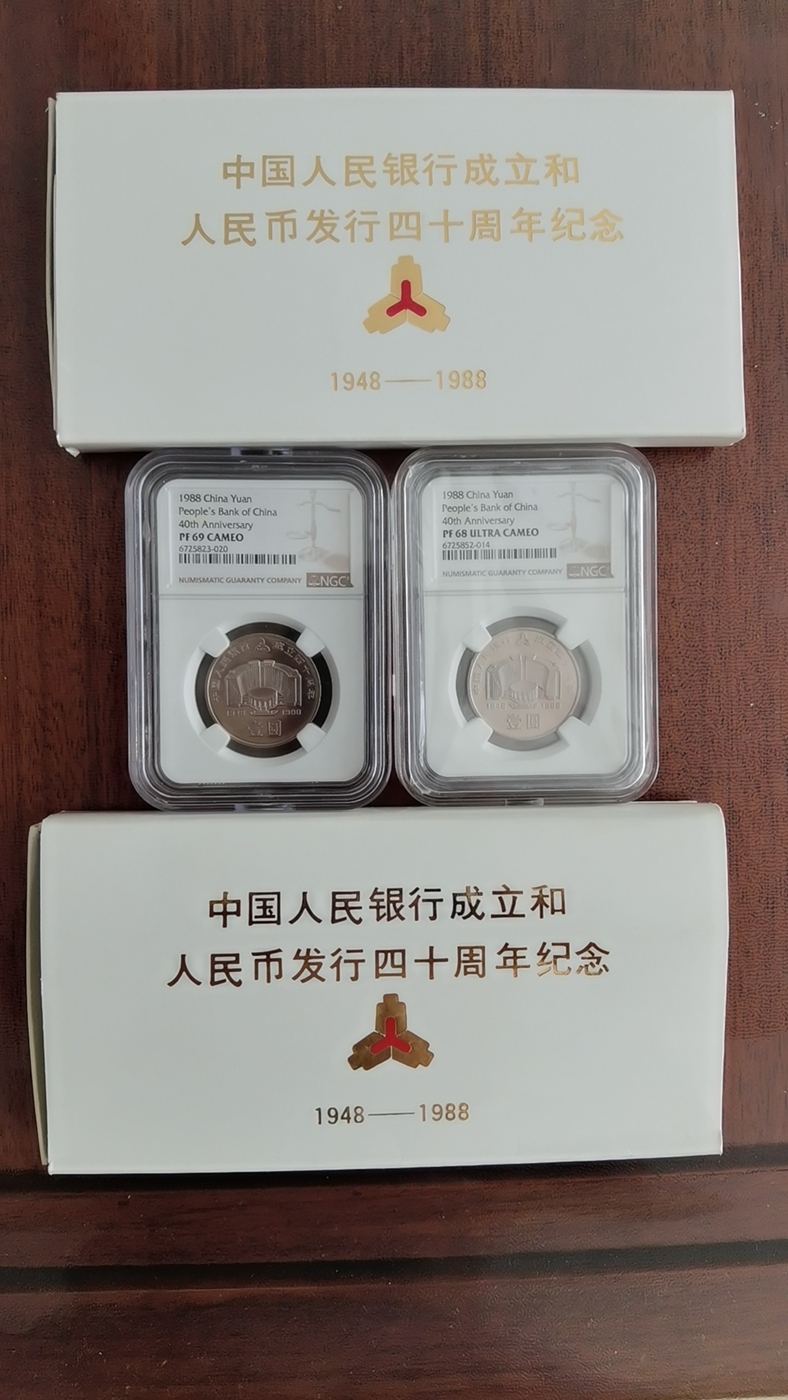 中国人民银行成立和
人民币发行四十周年纪念
1948——1988
1988 China Yuan
People's Bank of China
40th Anniversary
PF 69 CAMEO
6725823-020
NUMISMATIC GUARANTY COMPANY NGC
1988 China Yuan
People's Bank of China
40th Anniversary
PF 68 ULTRA CAMEO
6725852-014
NUMISMATIC GUARANTY COMPANY NGC
壹圆
壹圆
中国人民银行成立和
人民币发行四十周年纪念
1948——1988